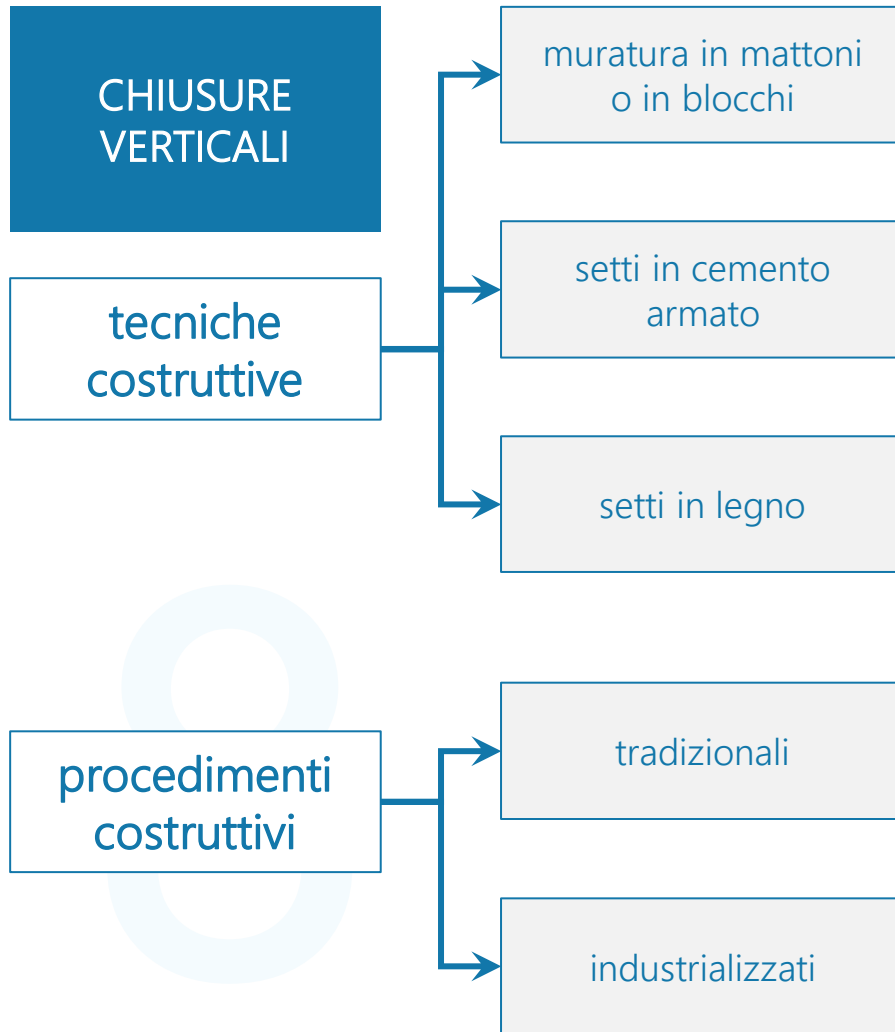 CHIUSURE
VERTICALI
tecniche
costruttive
muratura in mattoni
o in blocchi
setti in cemento
armato
setti in legno
8
procedimenti
costruttivi
tradizionali
industrializzati